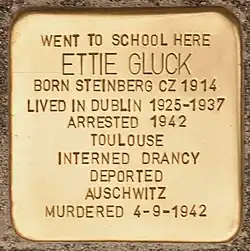 WENT TO SCHOOL HERE
ETTIE GLUCK
BORN STEINBERG CZ 1914
LIVED IN DUBLIN 1925-1937
ARRESTED 1942
TOULOUSE
INTERNED DRANCY
DEPORTED
AUSCHWITZ
MURDERED 4-9-1942